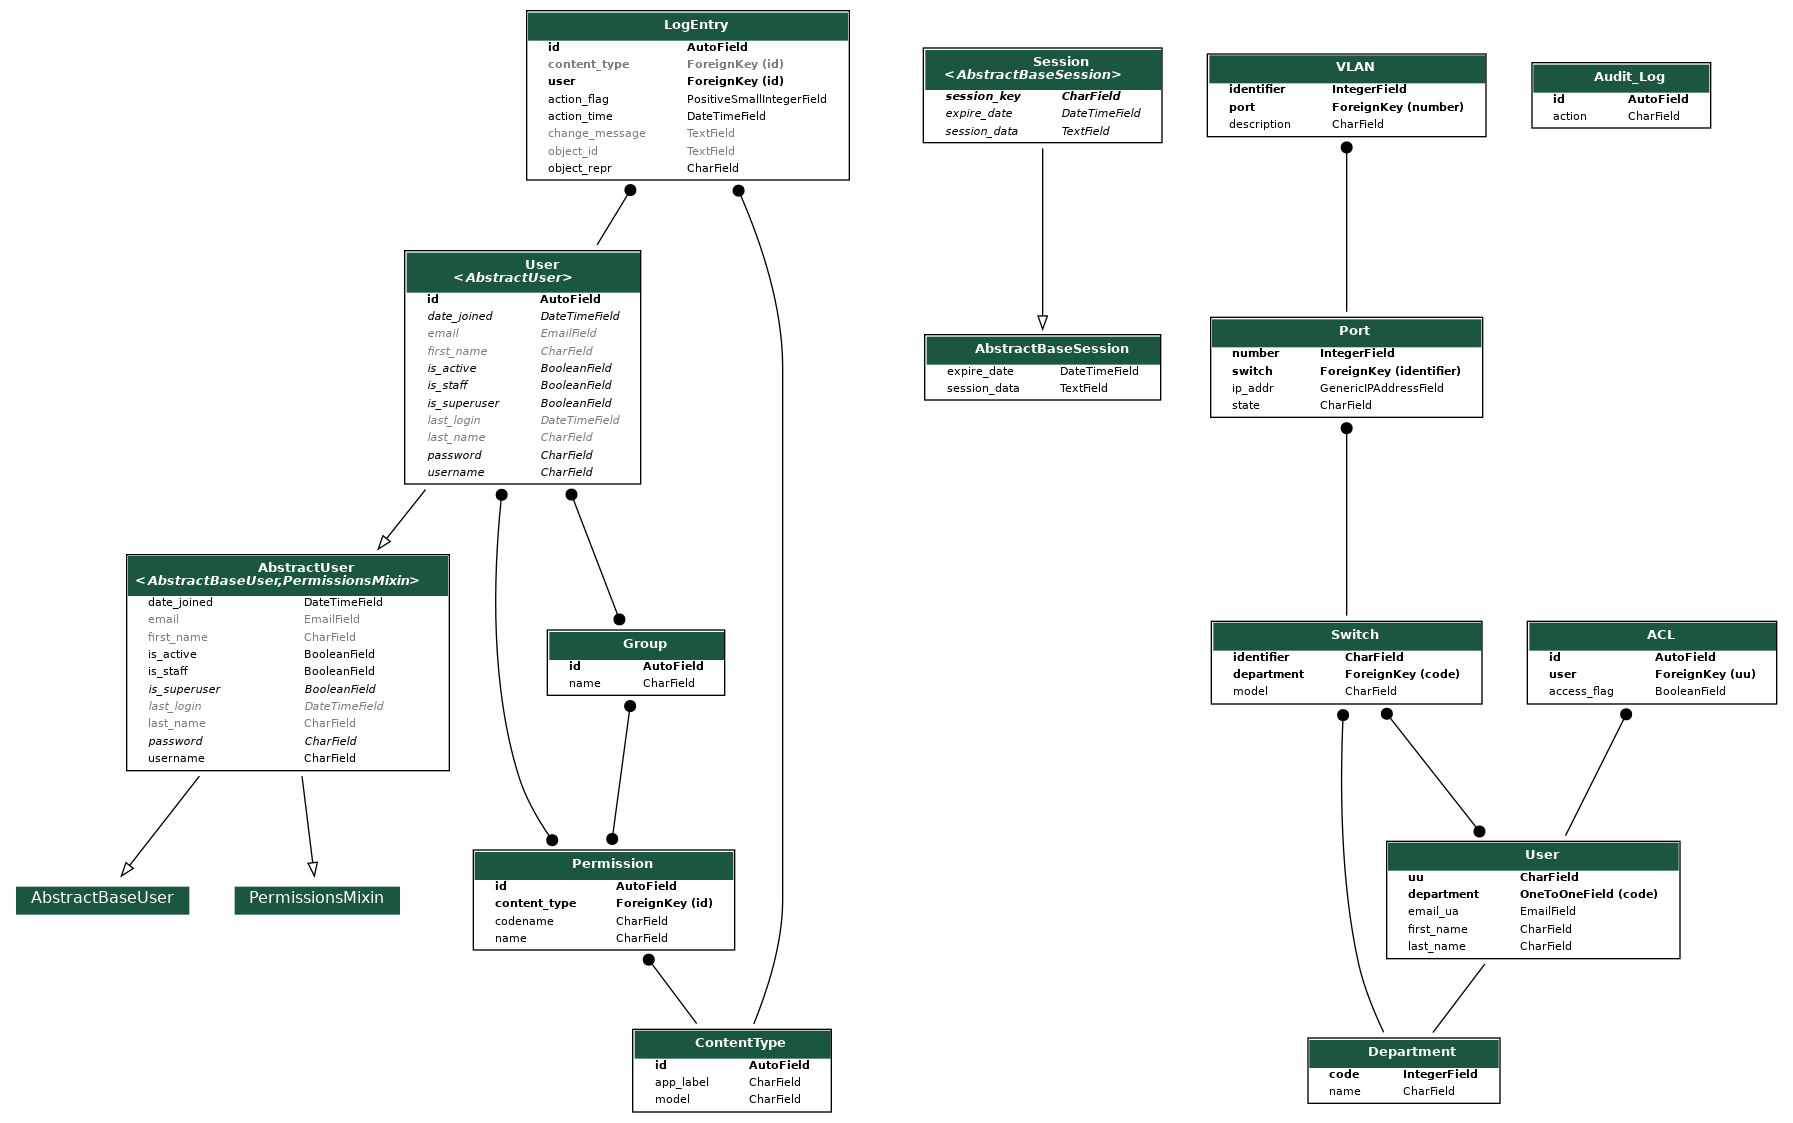 LogEntry
id AutoField
content_type ForeignKey (id)
user ForeignKey (id)
action_flag PositiveSmallIntegerField
action_time DateTimeField
change_message TextField
object_id TextField
object_repr CharField
Session
<AbstractBaseSession>
session_key CharField
expire_date DateTimeField
session_data TextField
VLAN
identifier IntegerField
port ForeignKey (number)
description CharField
Audit_Log
id AutoField
action CharField
User
<AbstractUser>
id AutoField
date_joined DateTimeField
email EmailField
first_name CharField
is_active BooleanField
is_staff BooleanField
is_superuser BooleanField
last_login DateTimeField
last_name CharField
password CharField
username CharField
AbstractBaseSession
expire_date DateTimeField
session_data TextField
Port
number IntegerField
switch ForeignKey (identifier)
ip_addr GenericIPAddressField
state CharField
AbstractUser
<AbstractBaseUser,PermissionsMixin>
date_joined DateTimeField
email EmailField
first_name CharField
is_active BooleanField
is_staff BooleanField
is_superuser BooleanField
last_login DateTimeField
last_name CharField
password CharField
username CharField
Group
id AutoField
name CharField
Switch
identifier CharField
department ForeignKey (code)
model CharField
ACL
id AutoField
user ForeignKey (uu)
access_flag BooleanField
AbstractBaseUser
PermissionsMixin
Permission
id AutoField
content_type ForeignKey (id)
codename CharField
name CharField
User
uu CharField
department OneToOneField (code)
email_ua EmailField
first_name CharField
last_name CharField
ContentType
id AutoField
app_label CharField
model CharField
Department
code IntegerField
name CharField